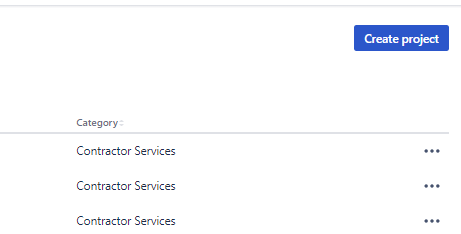 Create project
Category
Contractor Services
Contractor Services
Contractor Services